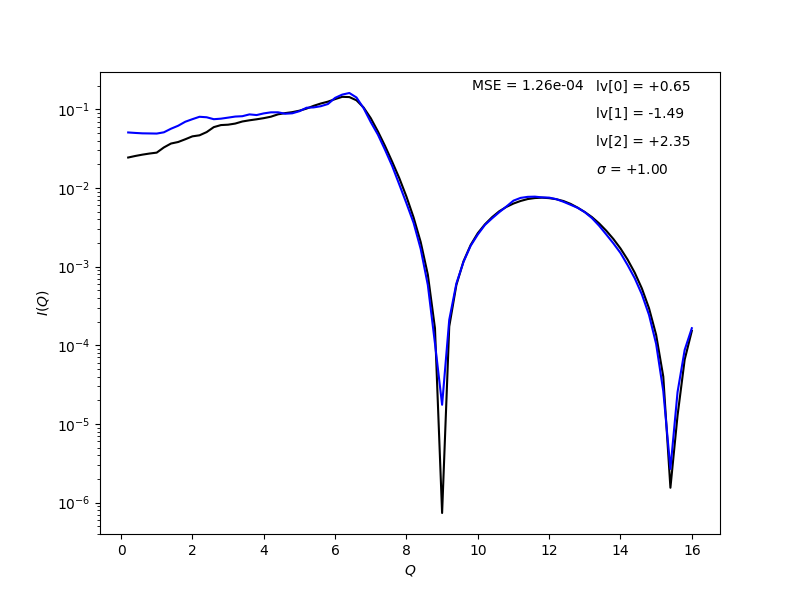 MSE = 1.26e-04 lv[0] = +0.65
lv[1] = -1.49
lv[2] = +2.35
σ = +1.00
10⁻¹
10⁻²
10⁻³
10⁻⁴
10⁻⁵
10⁻⁶
I(Q)
0 2 4 6 8 10 12 14 16
Q